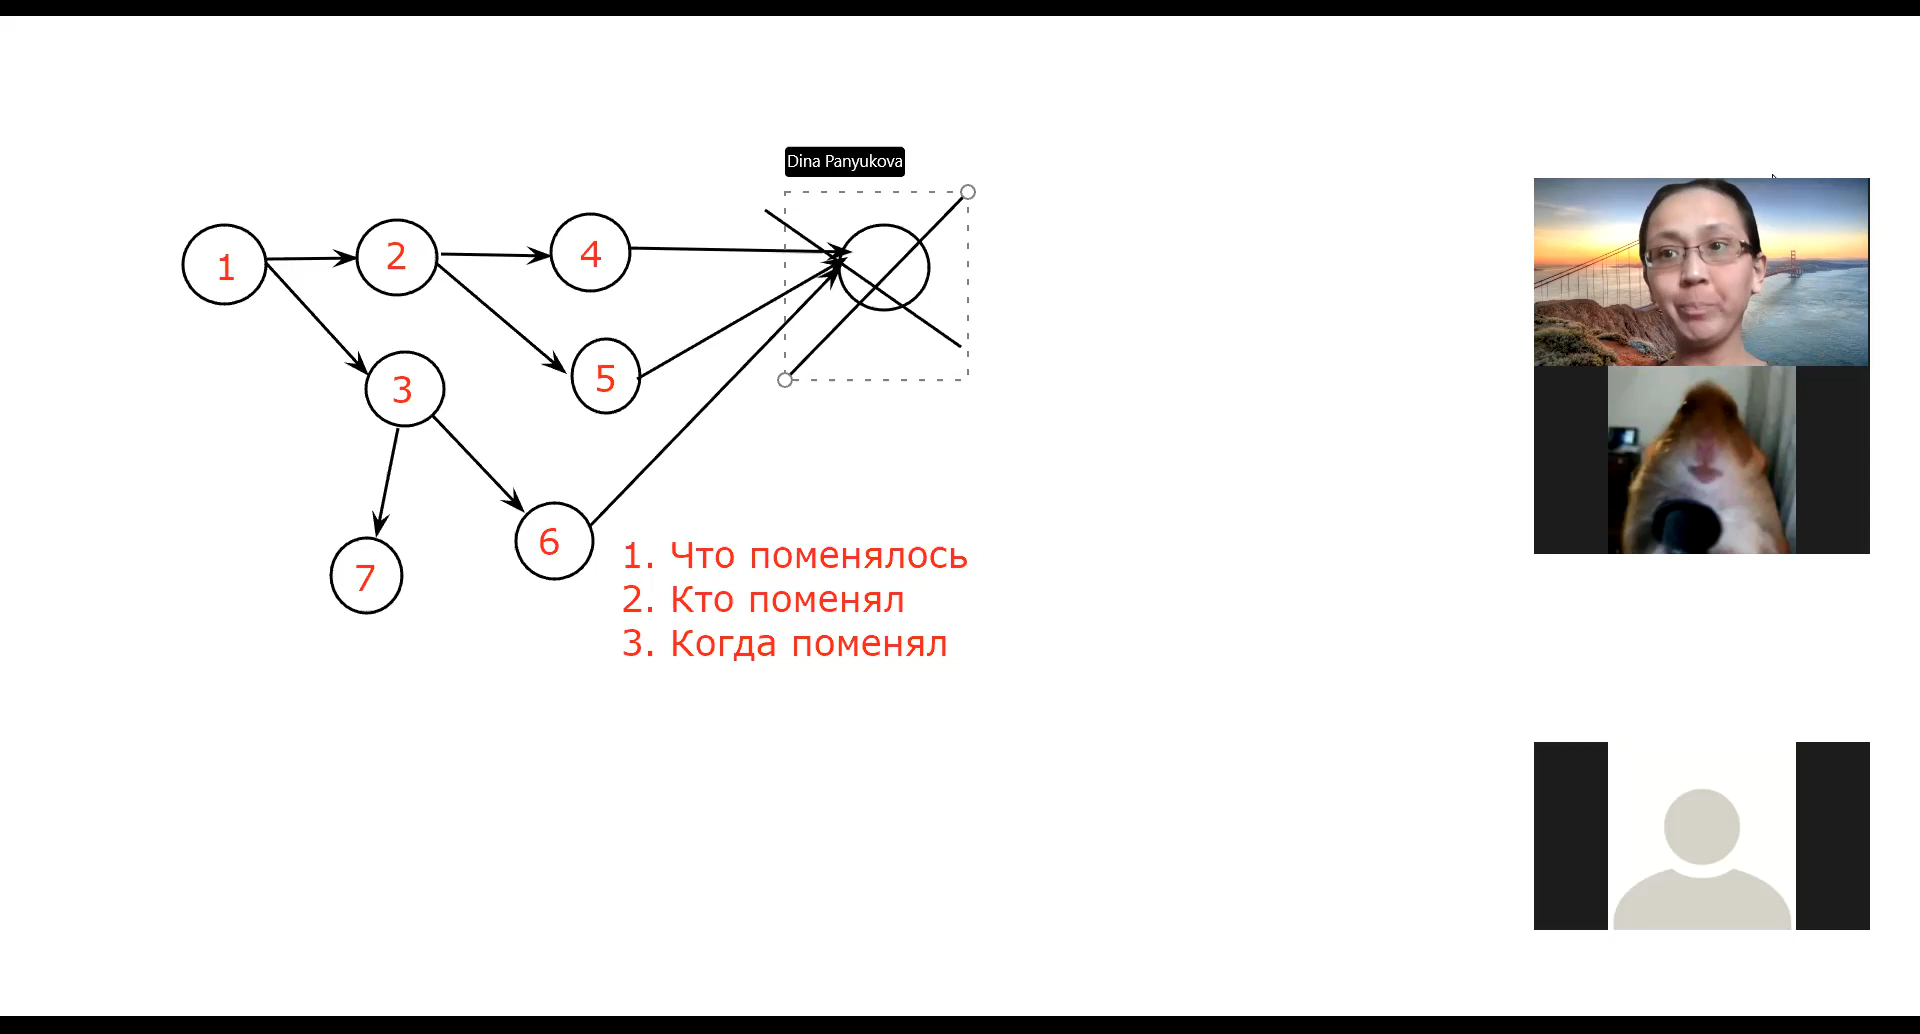 Dina Panyukova
1
2
4
3
5
6
7
1. Что поменялось
2. Кто поменял
3. Когда поменял